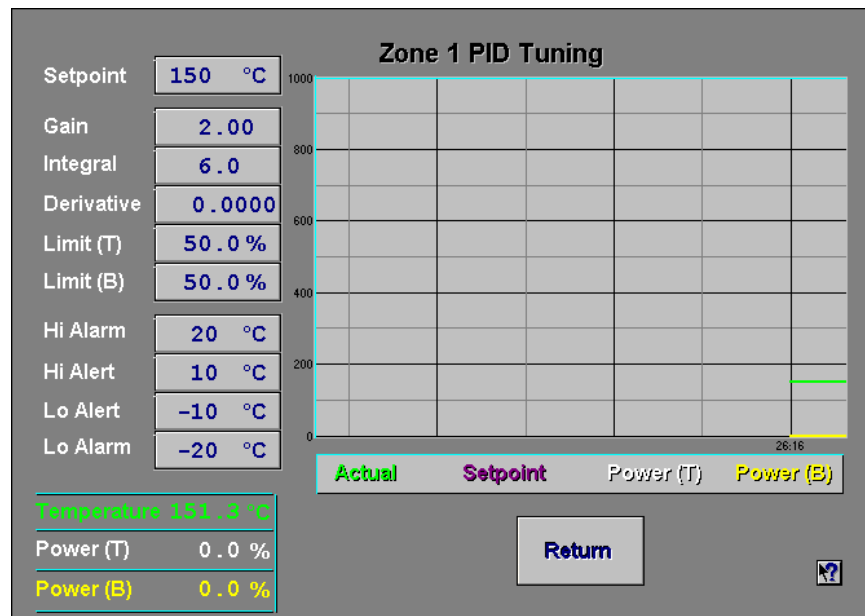 Zone 1 PID Tuning
Setpoint 150 °C
Gain 2.00
Integral 6.0
Derivative 0.0000
Limit (T) 50.0 %
Limit (B) 50.0 %
Hi Alarm 20 °C
Hi Alert 10 °C
Lo Alert -10 °C
Lo Alarm -20 °C
1000
800
600
400
200
0
26:16
Actual Setpoint Power (T) Power (B)
Temperature 151.3 °C
Power (T) 0.0 %
Power (B) 0.0 %
Return
?